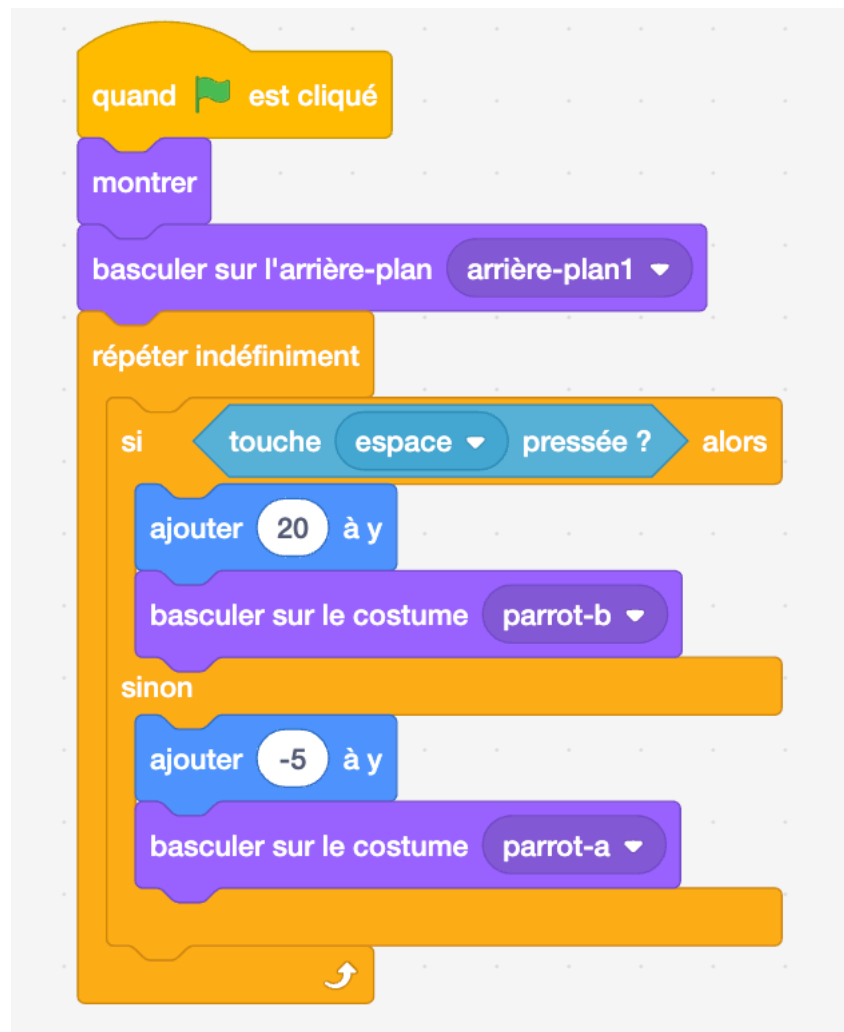 quand est cliqué
montrer
basculer sur l'arrière-plan arrière-plan1
répéter indéfiniment
si touche espace pressée ? alors
ajouter 20 à y
basculer sur le costume parrot-b
sinon
ajouter -5 à y
basculer sur le costume parrot-a